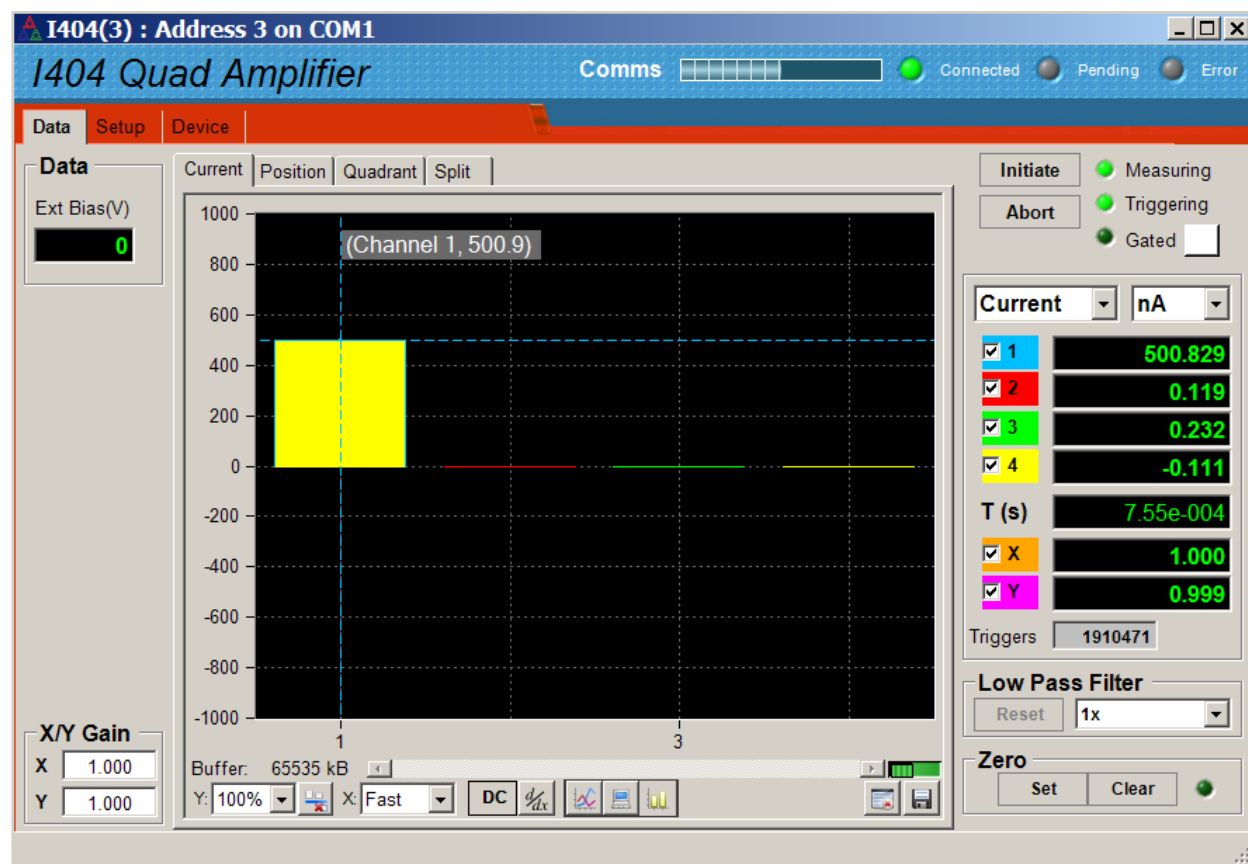 I404(3) : Address 3 on COM1
I404 Quad Amplifier
Comms
Connected
Pending
Error
Data
Setup
Device
Data
Ext Bias(V)
0
X/Y Gain
X 1.000
Y 1.000
Current
Position
Quadrant
Split
1000
800
600
400
200
0
-200
-400
-600
-800
-1000
(Channel 1, 500.9)
1
3
Buffer: 65535 kB
Y: 100%
X: Fast
DC
d/dx
Initiate
Abort
Measuring
Triggering
Gated
Current
nA
1 500.829
2 0.119
3 0.232
4 -0.111
T (s) 7.55e-004
X 1.000
Y 0.999
Triggers 1910471
Low Pass Filter
Reset
1x
Zero
Set
Clear